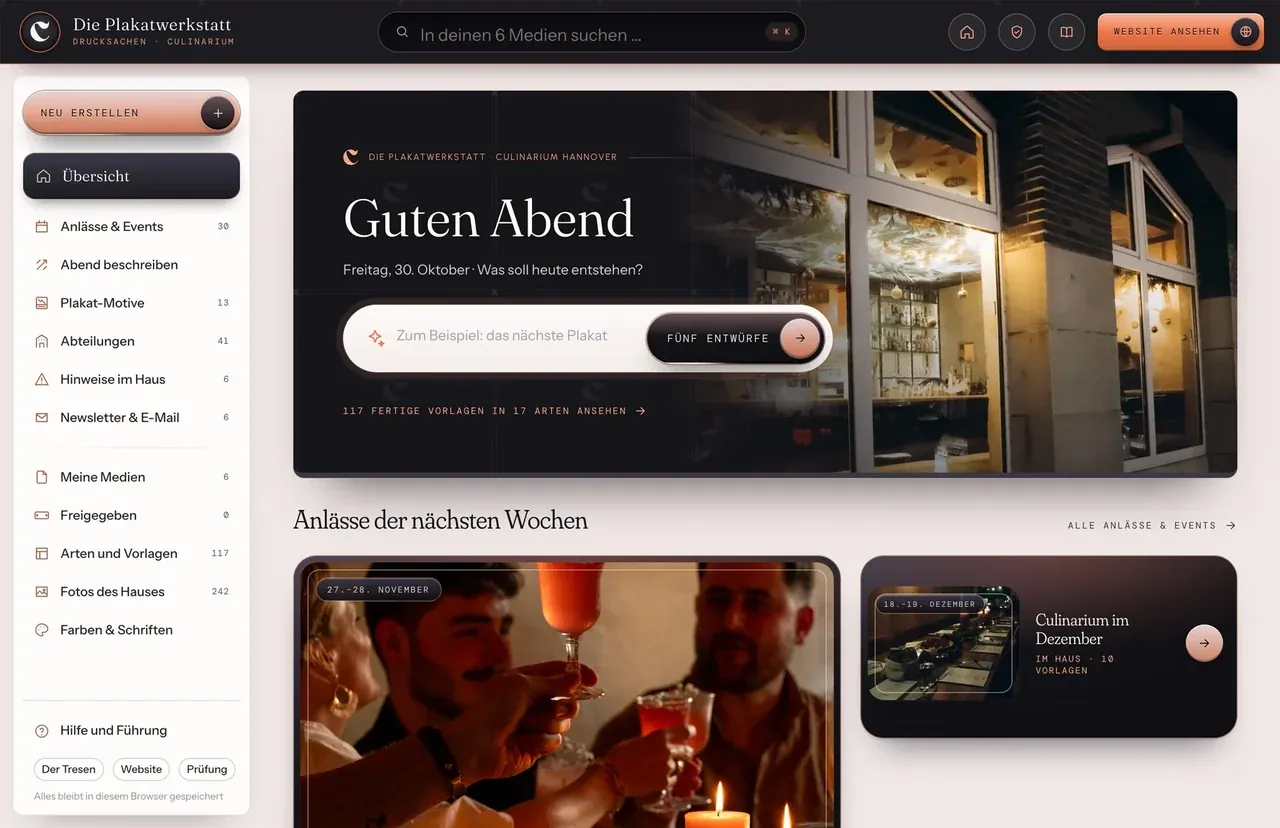 Die Plakatwerkstatt
DRUCKSACHEN · CULINARIUM
In deinen 6 Medien suchen ...
⌘ K
WEBSITE ANSEHEN
NEU ERSTELLEN
Übersicht
Anlässe & Events 30
Abend beschreiben
Plakat-Motive 13
Abteilungen 41
Hinweise im Haus 6
Newsletter & E-Mail 6
Meine Medien 6
Freigegeben 0
Arten und Vorlagen 117
Fotos des Hauses 242
Farben & Schriften
Hilfe und Führung
Der Tresen Website Prüfung
Alles bleibt in diesem Browser gespeichert
DIE PLAKATWERKSTATT · CULINARIUM HANNOVER
Guten Abend
Freitag, 30. Oktober · Was soll heute entstehen?
Zum Beispiel: das nächste Plakat
FÜNF ENTWÜRFE
117 FERTIGE VORLAGEN IN 17 ARTEN ANSEHEN
Anlässe der nächsten Wochen
ALLE ANLÄSSE & EVENTS
27.–28. NOVEMBER
18.–19. DEZEMBER
Culinarium im
Dezember
IM HAUS · 10
VORLAGEN